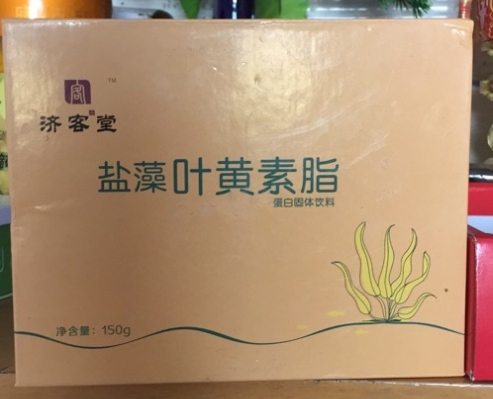 TM
济客堂
盐藻叶黄素脂
蛋白固体饮料
净含量：150g